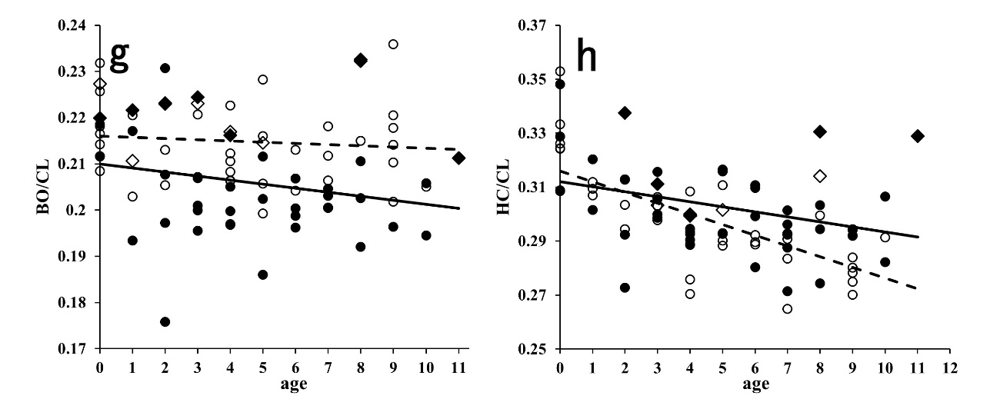 g
0.24
0.23
0.22
0.21
0.2
0.19
0.18
0.17
BO/CL
0 1 2 3 4 5 6 7 8 9 10 11
age
h
0.37
0.35
0.33
0.31
0.29
0.27
0.25
HC/CL
0 1 2 3 4 5 6 7 8 9 10 11 12
age